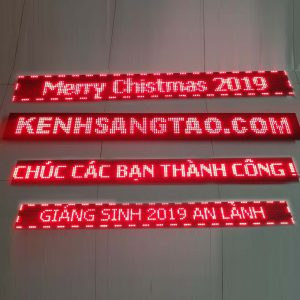 Merry Chistmas 2019
KENHSANGTAO.COM
CHÚC CÁC BẠN THÀNH CÔNG !
GIÁNG SINH 2019 AN LÀNH